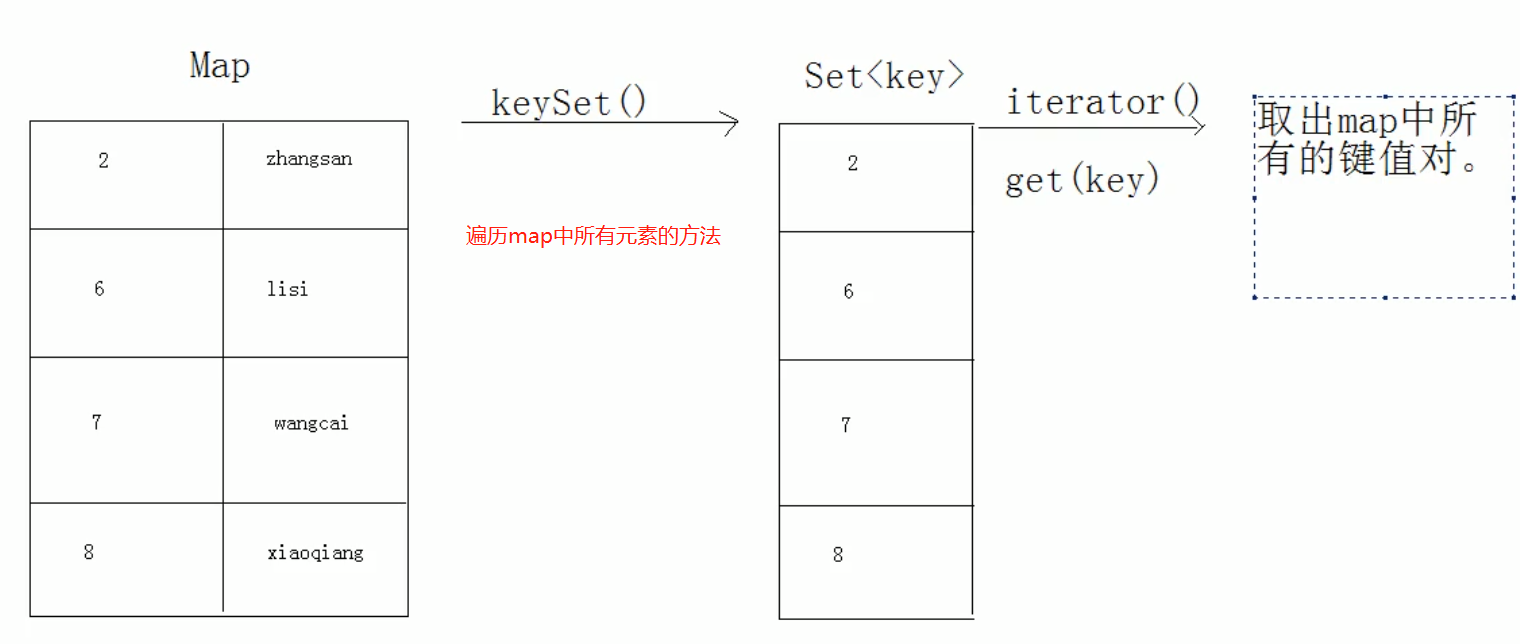 Map
2 zhangsan
6 lisi
7 wangcai
8 xiaoqiang
keySet()
遍历map中所有元素的方法
Set<key>
2
6
7
8
iterator()
get(key)
取出map中所
有的键值对。